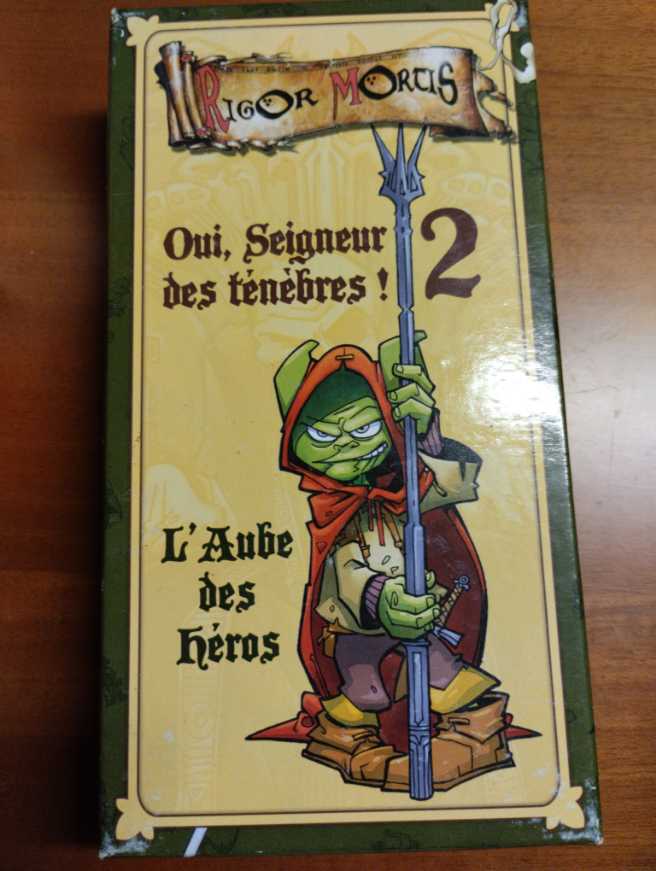 Rigor Mortis
Oui, Seigneur
des ténèbres !
2
L'Aube
des
héros